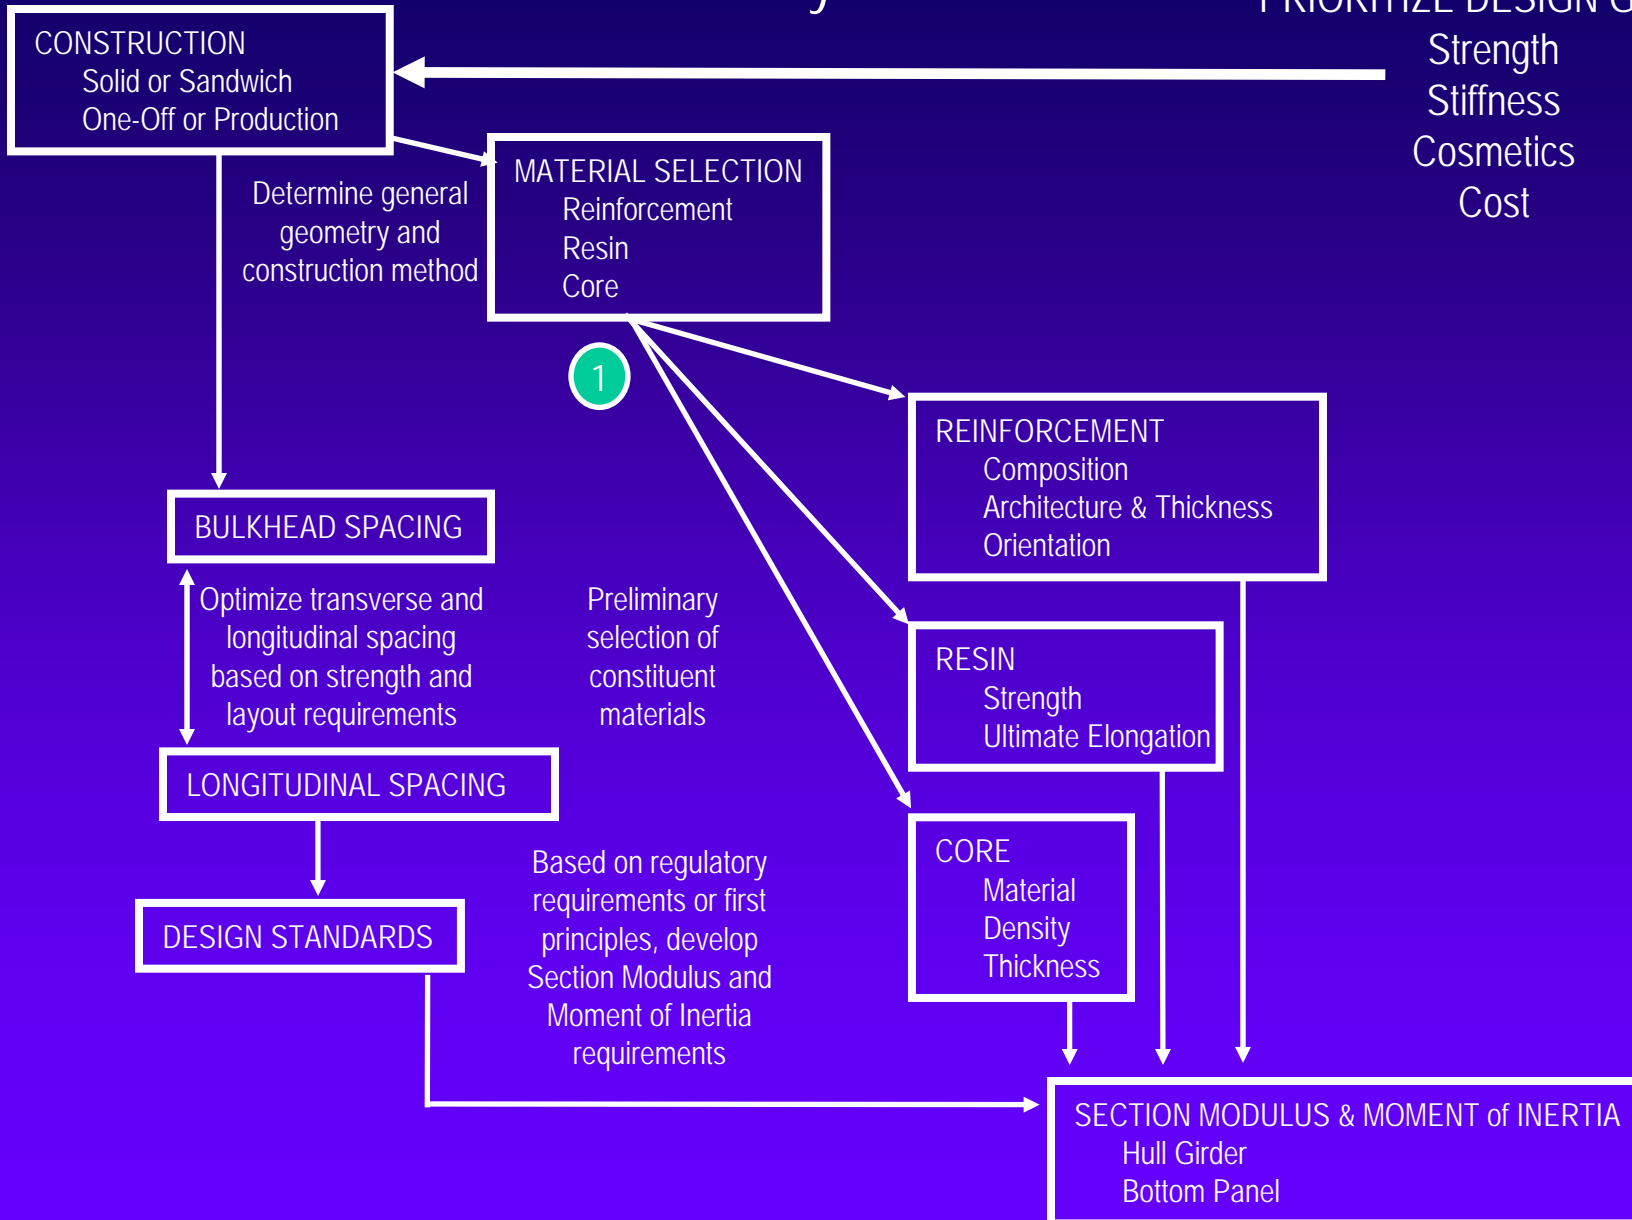 PRIORITIZE DESIGN G
Strength
Stiffness
Cosmetics
Cost
CONSTRUCTION
Solid or Sandwich
One-Off or Production
Determine general
geometry and
construction method
MATERIAL SELECTION
Reinforcement
Resin
Core
1
REINFORCEMENT
Composition
Architecture & Thickness
Orientation
BULKHEAD SPACING
Optimize transverse and
longitudinal spacing
based on strength and
layout requirements
Preliminary
selection of
constituent
materials
RESIN
Strength
Ultimate Elongation
LONGITUDINAL SPACING
CORE
Material
Density
Thickness
Based on regulatory
requirements or first
principles, develop
Section Modulus and
Moment of Inertia
requirements
DESIGN STANDARDS
SECTION MODULUS & MOMENT of INERTIA
Hull Girder
Bottom Panel